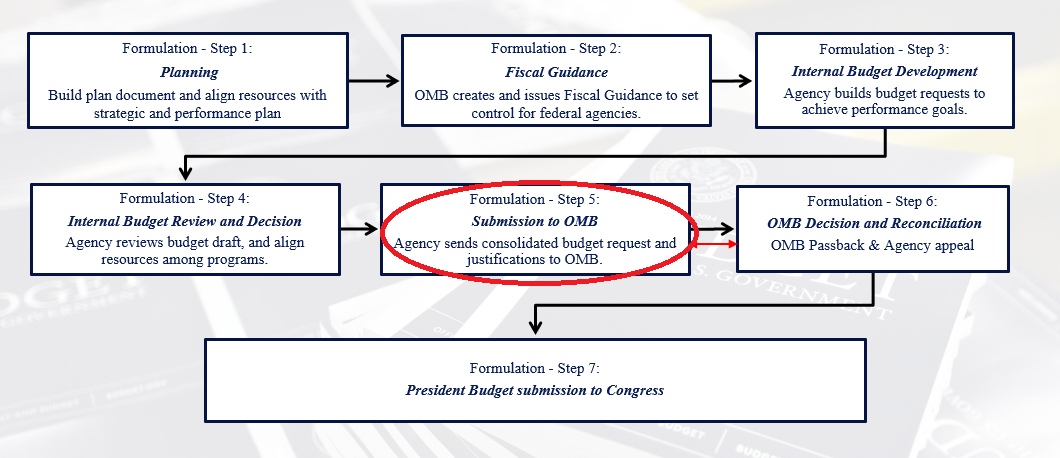 Formulation - Step 1:
Planning
Build plan document and align resources with
strategic and performance plan
Formulation - Step 2:
Fiscal Guidance
OMB creates and issues Fiscal Guidance to set
control for federal agencies.
Formulation - Step 3:
Internal Budget Development
Agency builds budget requests to
achieve performance goals.
Formulation - Step 4:
Internal Budget Review and Decision
Agency reviews budget draft, and align
resources among programs.
Formulation - Step 5:
Submission to OMB
Agency sends consolidated budget request and
justifications to OMB.
Formulation - Step 6:
OMB Decision and Reconciliation
OMB Passback & Agency appeal
Formulation - Step 7:
President Budget submission to Congress
GOVERNMENT
BUDGET